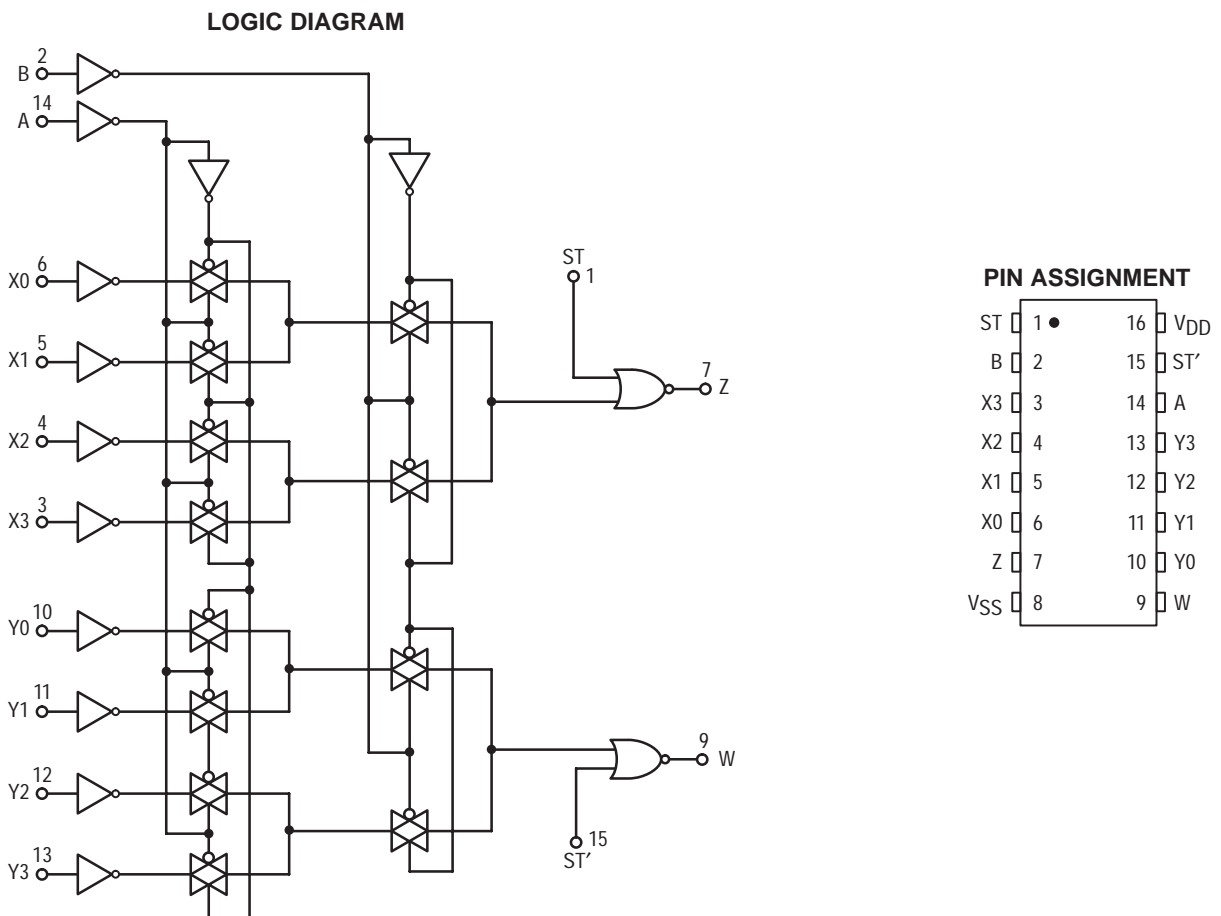 LOGIC DIAGRAM
B 2
A 14
X0 6
X1 5
X2 4
X3 3
Y0 10
Y1 11
Y2 12
Y3 13
ST
1
7
Z
9
W
15
ST′
PIN ASSIGNMENT
ST 1 16 VDD
B 2 15 ST′
X3 3 14 A
X2 4 13 Y3
X1 5 12 Y2
X0 6 11 Y1
Z 7 10 Y0
VSS 8 9 W